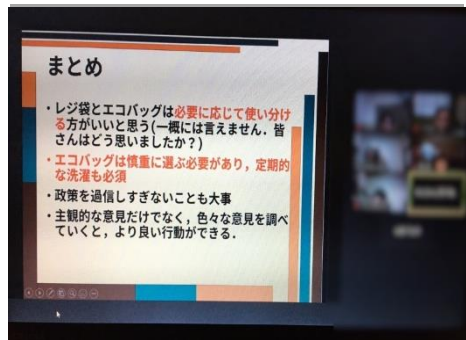 まとめ
・レジ袋とエコバッグは必要に応じて使い分け
る方がいいと思う(一概には言えません．皆
さんはどう思いましたか？)
・エコバッグは慎重に選ぶ必要があり，定期的
な洗濯も必須
・政策を過信しすぎないことも大事
・主観的な意見だけでなく，色々な意見を調べ
ていくと，より良い行動ができる．